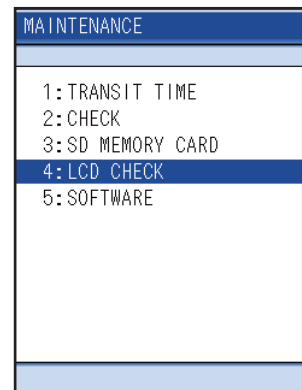 MAINTENANCE
1:TRANSIT TIME
2:CHECK
3:SD MEMORY CARD
4:LCD CHECK
5:SOFTWARE